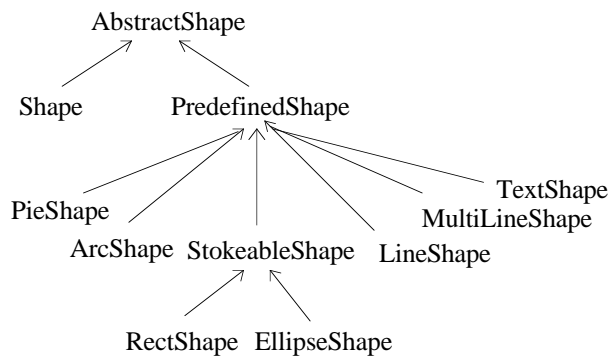 AbstractShape
Shape
PredefinedShape
TextShape
PieShape
MultiLineShape
ArcShape
StokeableShape
LineShape
RectShape
EllipseShape